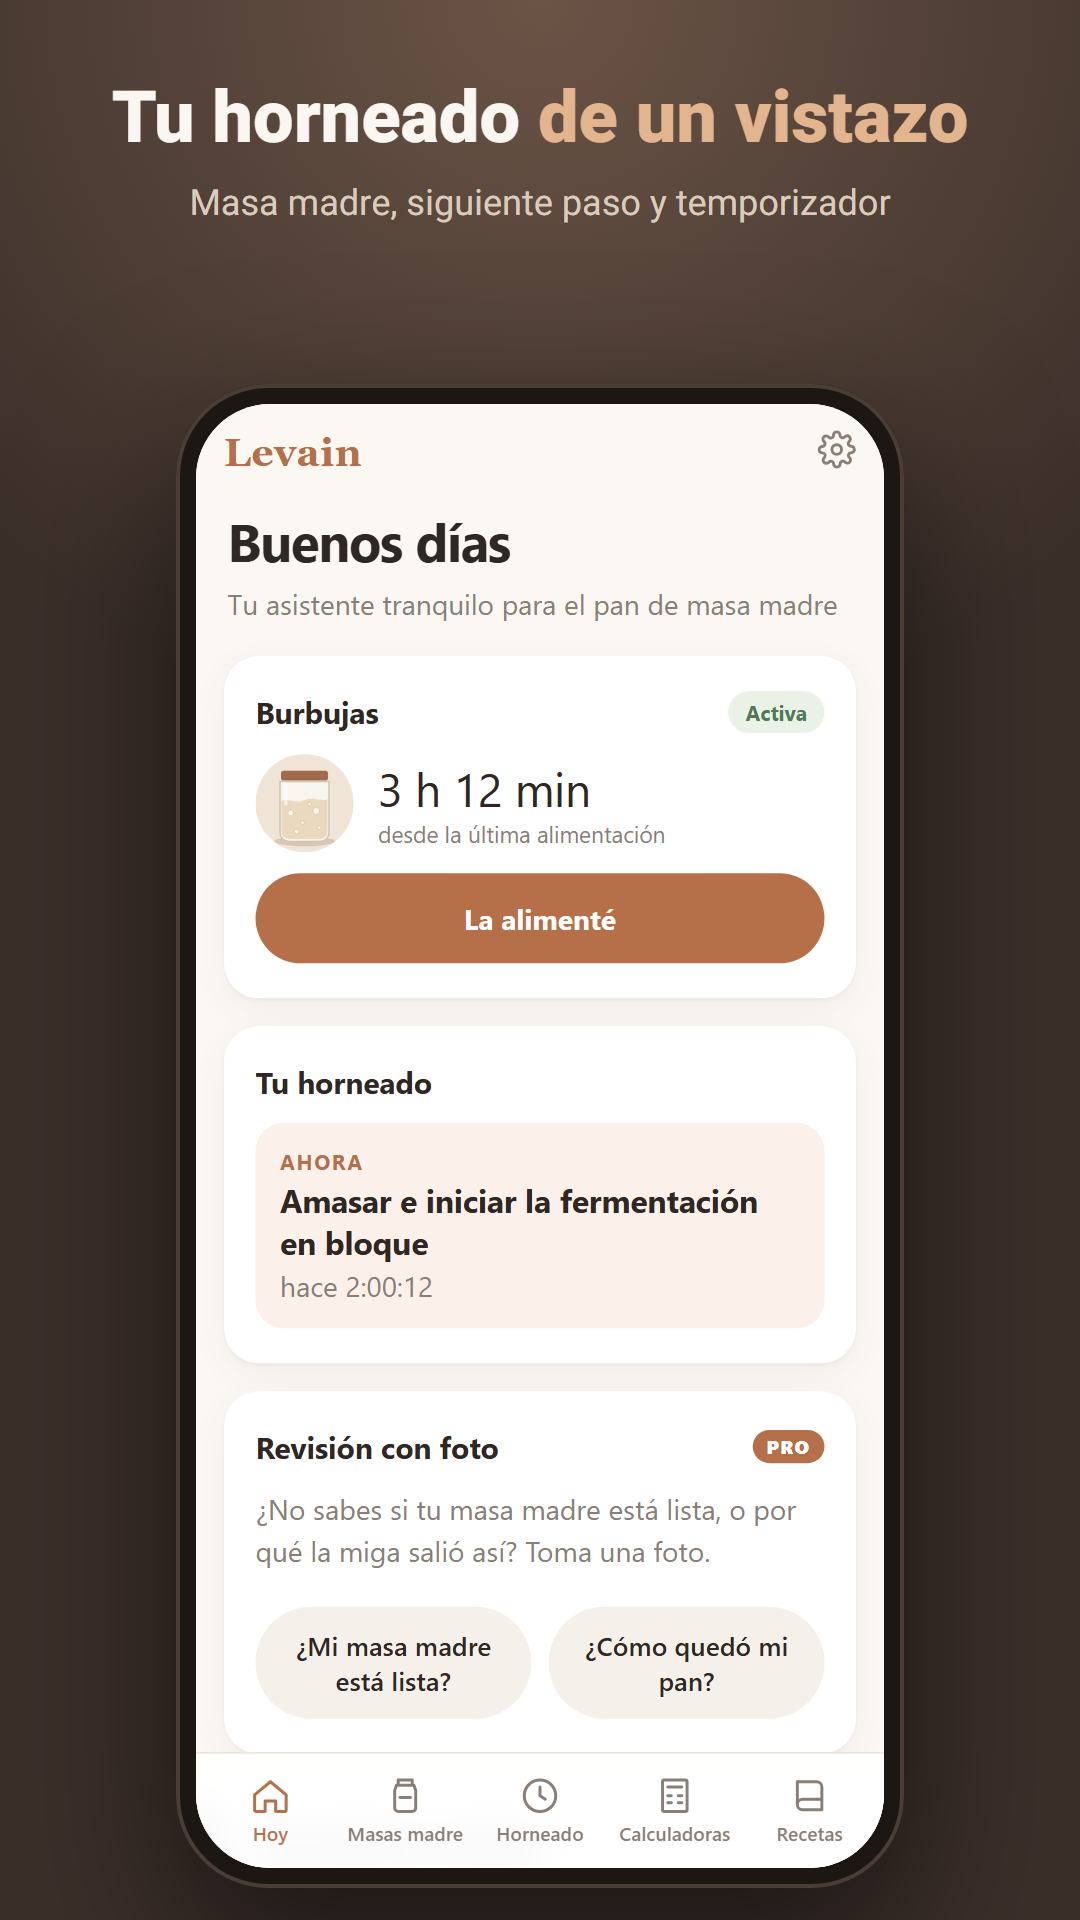 Tu horneado de un vistazo
Masa madre, siguiente paso y temporizador
Levain
Buenos días
Tu asistente tranquilo para el pan de masa madre
Burbujas
Activa
3 h 12 min
desde la última alimentación
La alimenté
Tu horneado
AHORA
Amasar e iniciar la fermentación
en bloque
hace 2:00:12
Revisión con foto
PRO
¿No sabes si tu masa madre está lista, o por
qué la miga salió así? Toma una foto.
¿Mi masa madre
está lista?
¿Cómo quedó mi
pan?
Hoy
Masas madre
Horneado
Calculadoras
Recetas